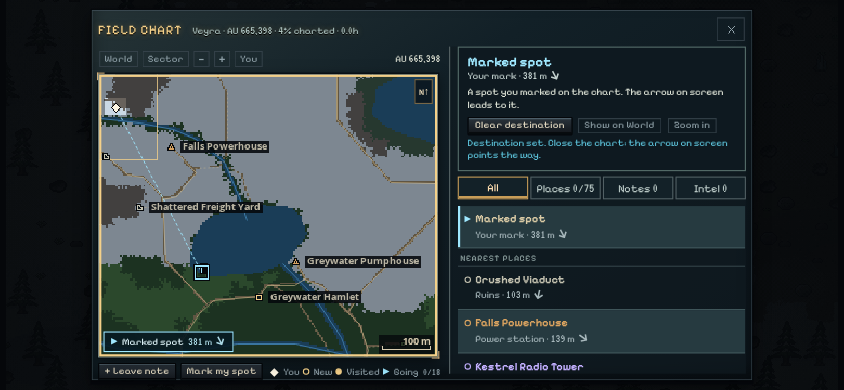 FIELD CHART Veyra · AU 665,398 · 4% charted · 0.0h X
World Sector - + You AU 665,398
N↑
Falls Powerhouse
Shattered Freight Yard
Greywater Pumphouse
Greywater Hamlet
▶ Marked spot 381 m ↘
100 m
+ Leave note Mark my spot ◆ You New Visited ▶ Going 0/18
Marked spot
Your mark · 381 m ↘
A spot you marked on the chart. The arrow on screen
leads to it.
Clear destination Show on World Zoom in
Destination set. Close the chart: the arrow on screen
points the way.
All Places 0/75 Notes 0 Intel 0
▶ Marked spot
Your mark · 381 m ↘
NEAREST PLACES
Crushed Viaduct
Ruins · 103 m ↓
Falls Powerhouse
Power station · 139 m ↘
Kestrel Radio Tower